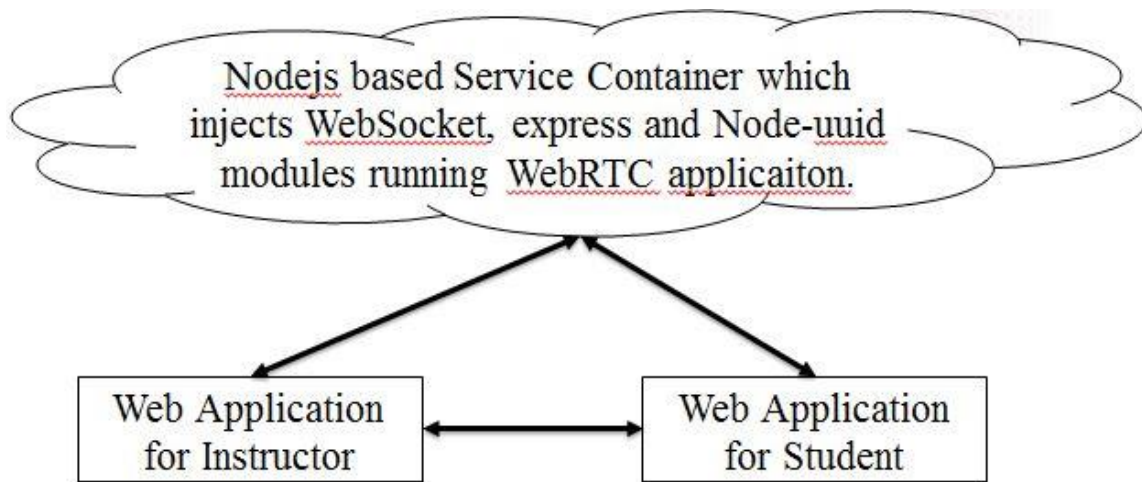 Nodejs based Service Container which
injects WebSocket, express and Node-uuid
modules running WebRTC applicaiton.
Web Application
for Instructor
Web Application
for Student